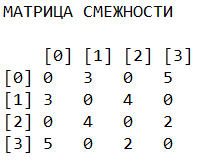 МАТРИЦА СМЕЖНОСТИ
[0] [1] [2] [3]
[0] 0 3 0 5
[1] 3 0 4 0
[2] 0 4 0 2
[3] 5 0 2 0